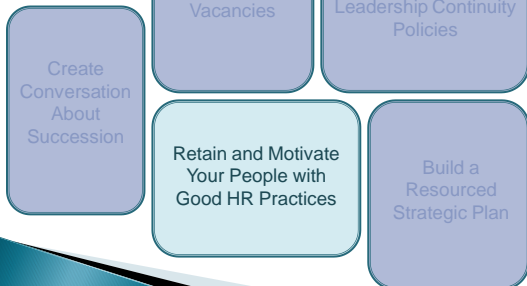 Vacancies
Leadership Continuity
Policies
Create
Conversation
About
Succession
Retain and Motivate
Your People with
Good HR Practices
Build a
Resourced
Strategic Plan